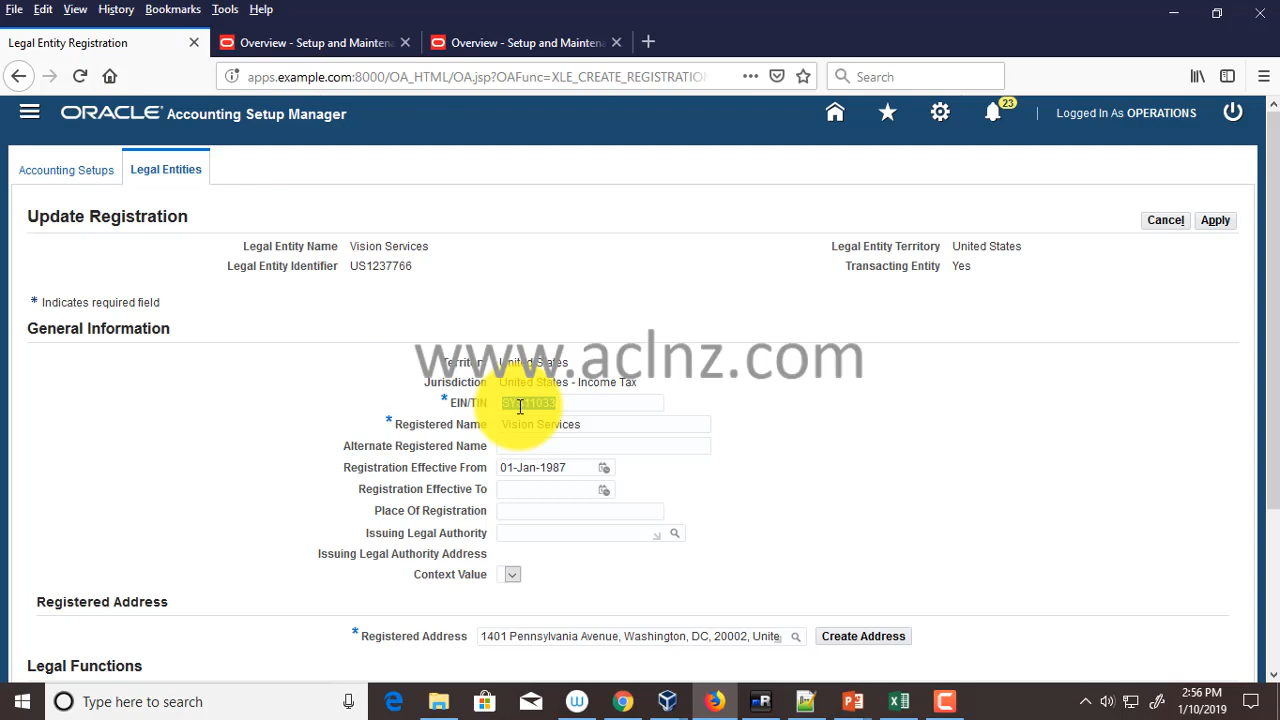 File Edit View History Bookmarks Tools Help
Legal Entity Registration
Overview - Setup and Maintena
Overview - Setup and Maintena
apps.example.com:8000/OA_HTML/OA.jsp?OAFunc=XLE_CREATE_REGISTRATION
Search
ORACLE Accounting Setup Manager
23
Logged In As OPERATIONS
Accounting Setups
Legal Entities
Update Registration
Cancel Apply
Legal Entity Name Vision Services
Legal Entity Territory United States
Legal Entity Identifier US1237766
Transacting Entity Yes
* Indicates required field
General Information
www.aclnz.com
Territory United States
Jurisdiction United States - Income Tax
* EIN/TIN
* Registered Name Vision Services
Alternate Registered Name
Registration Effective From 01-Jan-1987
Registration Effective To
Place Of Registration
Issuing Legal Authority
Issuing Legal Authority Address
Context Value
Registered Address
* Registered Address 1401 Pennsylvania Avenue, Washington, DC, 20002, Unite
Create Address
Legal Functions
Type here to search
2:56 PM
1/10/2019